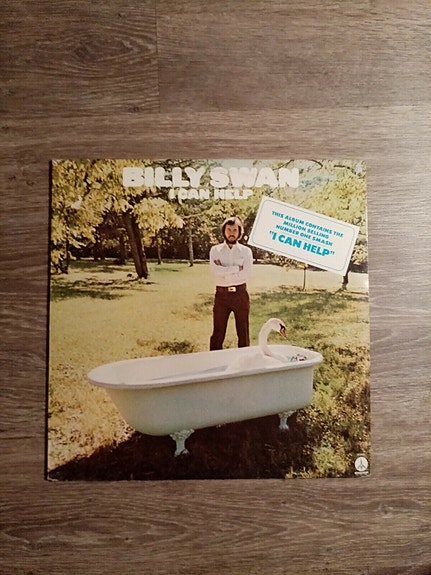 BILLY SWAN
I CAN HELP
THIS ALBUM CONTAINS THE
MILLION SELLING
NUMBER ONE SMASH
"I CAN HELP"